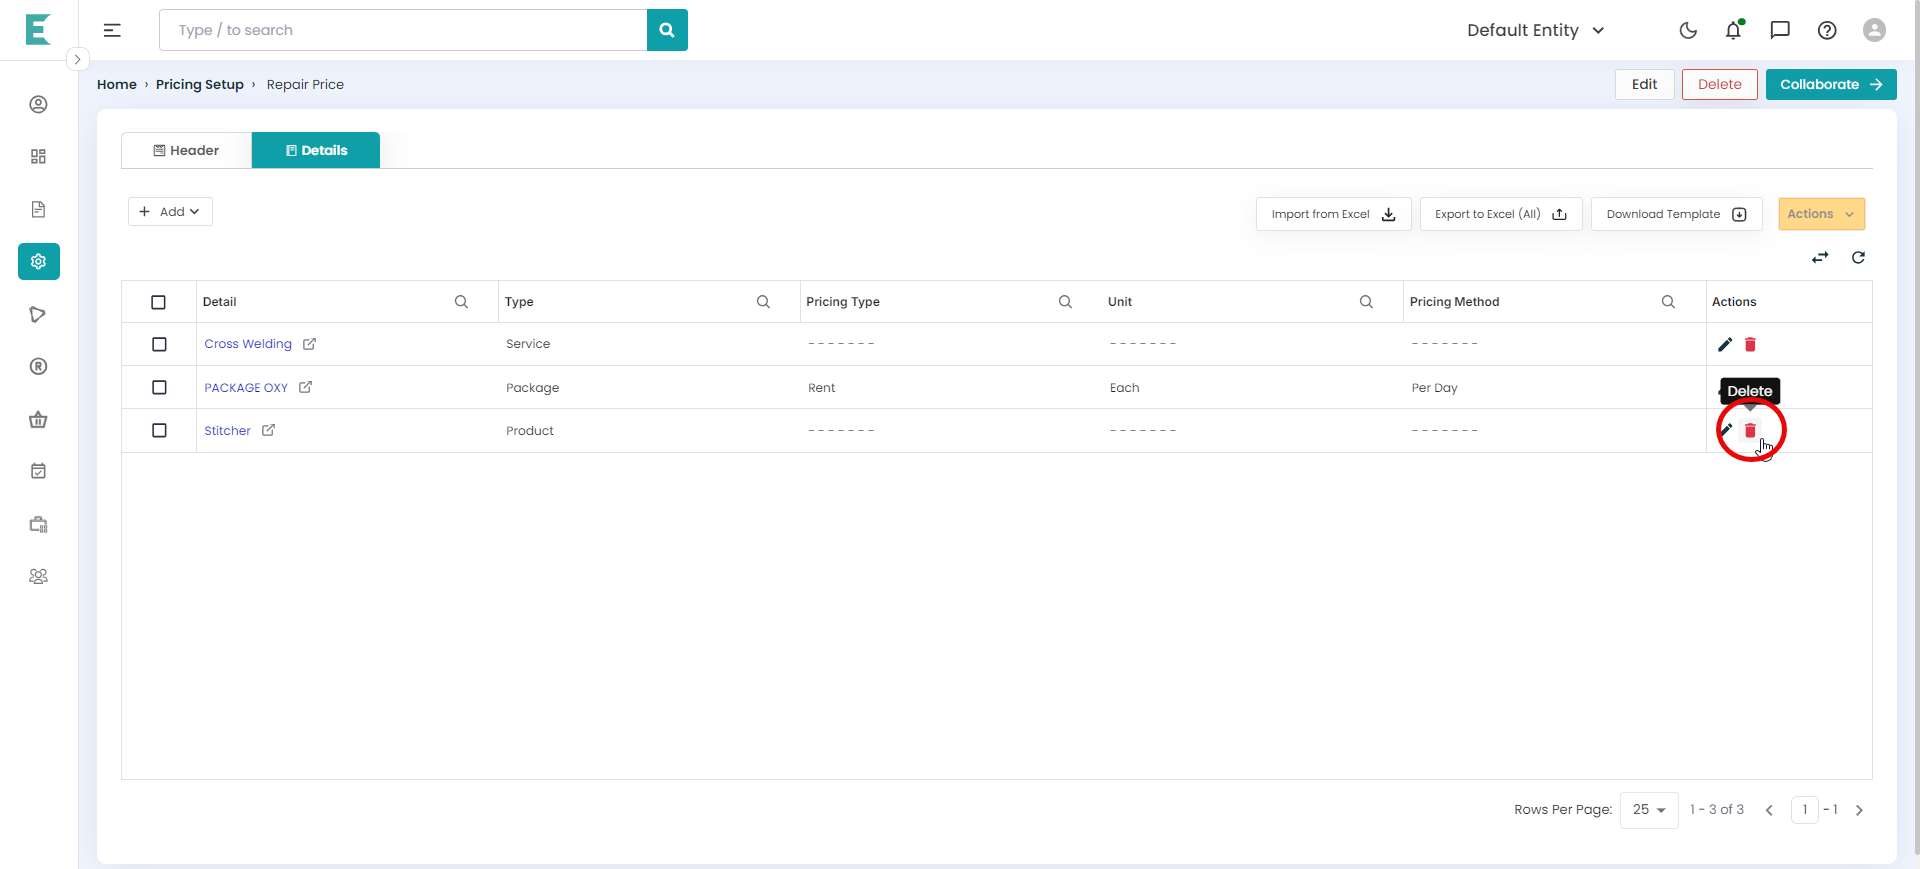 Type / to search
Default Entity
Home › Pricing Setup › Repair Price
Edit
Delete
Collaborate
Header
Details
Add
Import from Excel
Export to Excel (All)
Download Template
Actions
Detail
Type
Pricing Type
Unit
Pricing Method
Actions
Cross Welding
Service
-------
-------
-------
PACKAGE OXY
Package
Rent
Each
Per Day
Delete
Stitcher
Product
-------
-------
-------
Rows Per Page: 25 1 - 3 of 3 1 - 1